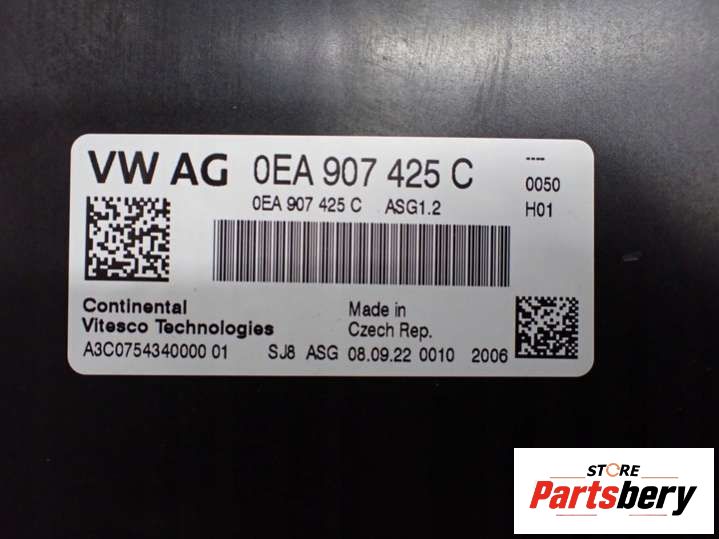 VW AG 0EA 907 425 C
----
0050
0EA 907 425 C ASG1.2
H01
Continental
Vitesco Technologies
Made in
Czech Rep.
A3C0754340000 01 SJ8 ASG 08.09.22 0010 2006
STORE
Partsbery